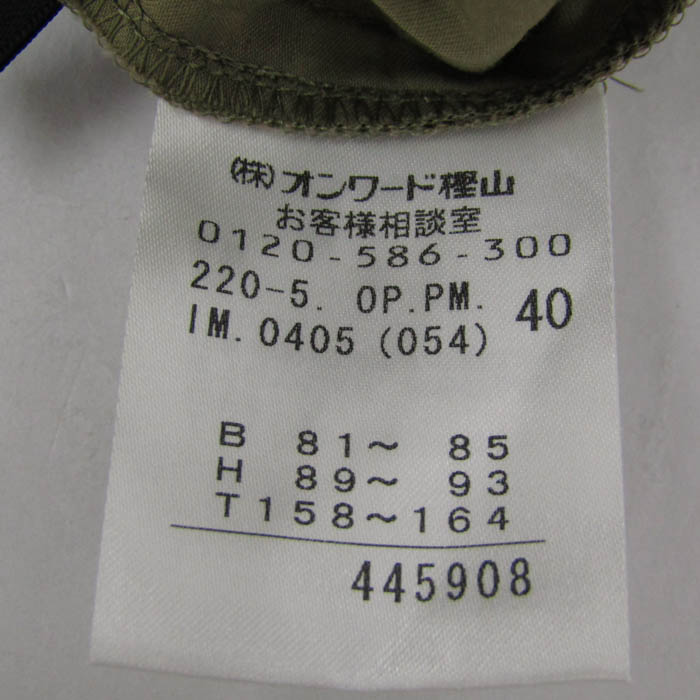 (株)オンワード樫山
お客様相談室
0120-586-300
220-5. OP.PM. 40
IM.0405 (054)
B 81～ 85
H 89～ 93
T158～164
445908